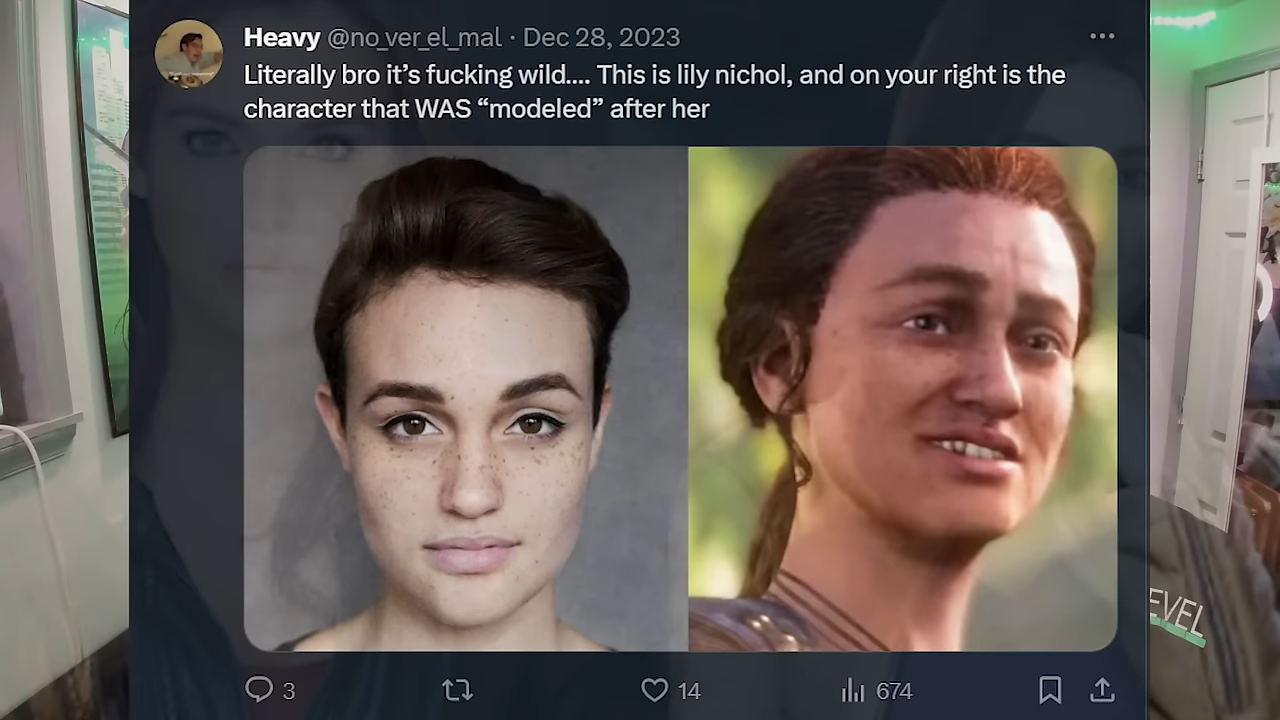 Heavy @no_ver_el_mal · Dec 28, 2023
Literally bro it’s fucking wild.... This is lily nichol, and on your right is the
character that WAS “modeled” after her
3
14
674
EVEL